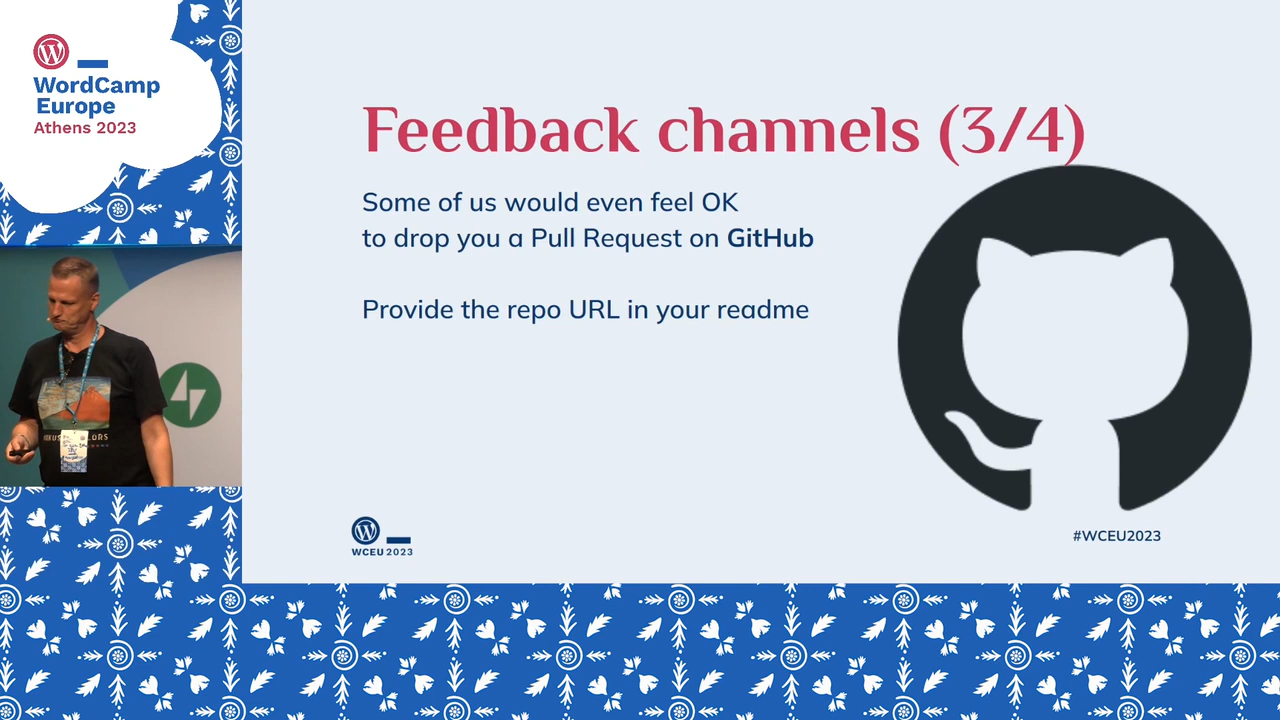 WordCamp
Europe
Athens 2023
Feedback channels (3/4)
Some of us would even feel OK
to drop you a Pull Request on GitHub
Provide the repo URL in your readme
WCEU 2023
#WCEU2023